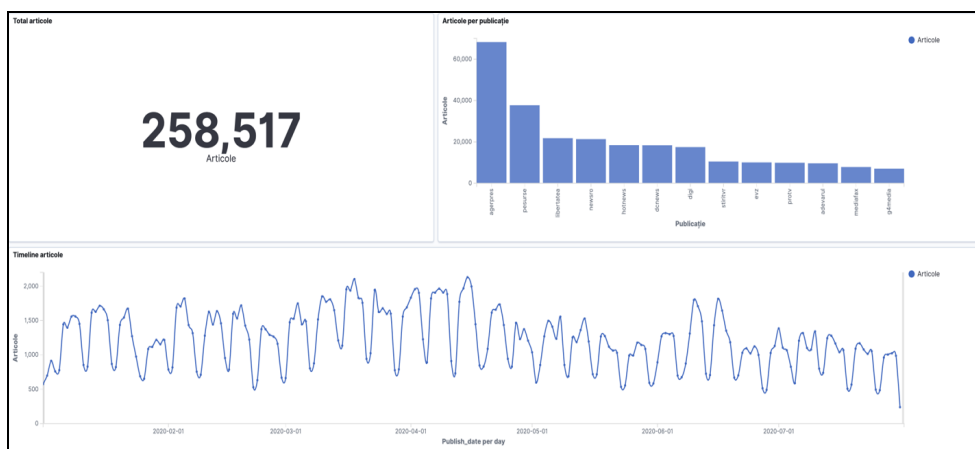 Total articole
258,517
Articole
Articole per publicație
Articole
60,000
40,000
20,000
0
Articole
agerpres
peourse
libertatea
newsro
hotnews
dcnews
digi
stiritvr
evz
protv
adevarul
mediafax
g4media
Publicație
Timeline articole
Articole
2,000
1,500
1,000
500
0
Articole
2020-02-01
2020-03-01
2020-04-01
2020-05-01
2020-06-01
2020-07-01
Publish_date per day